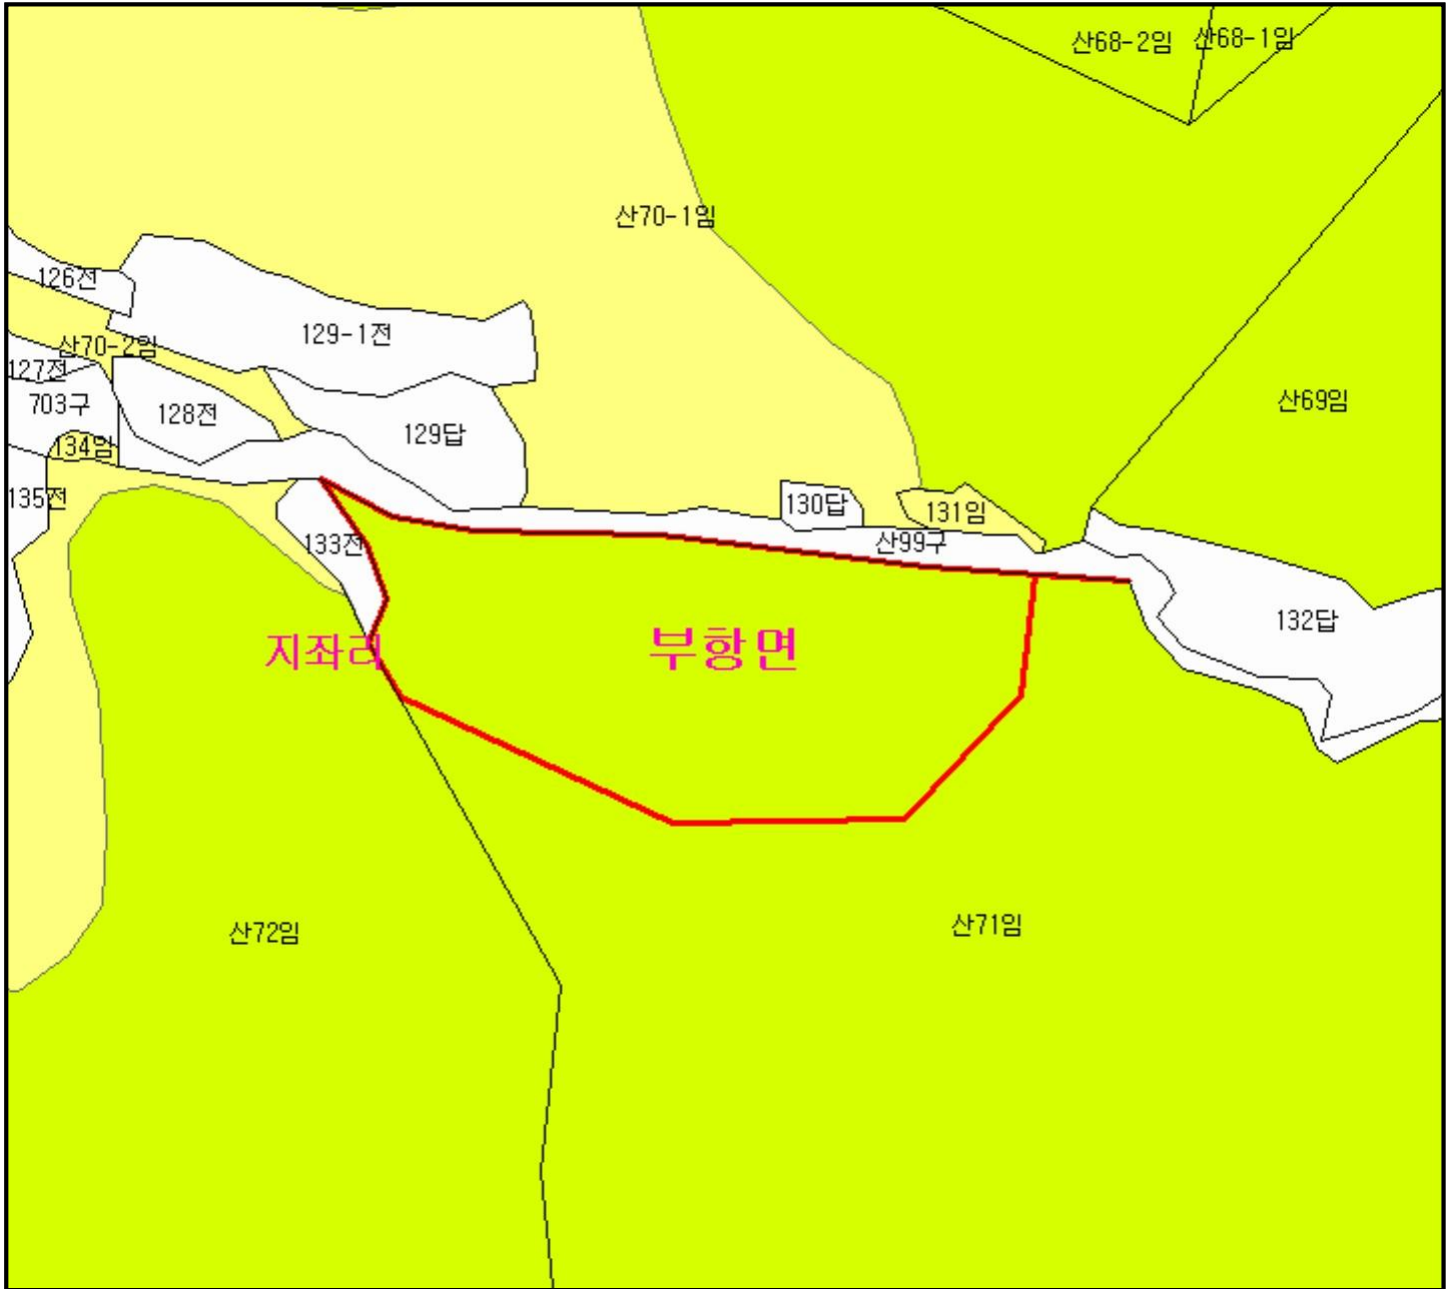 산68-2임
산68-1임
산70-1임
126전
129-1전
산70-2임
127전
703구
128전
산69임
129답
134임
135전
130답
131임
133전
산99구
132답
지좌리
부항면
산72임
산71임